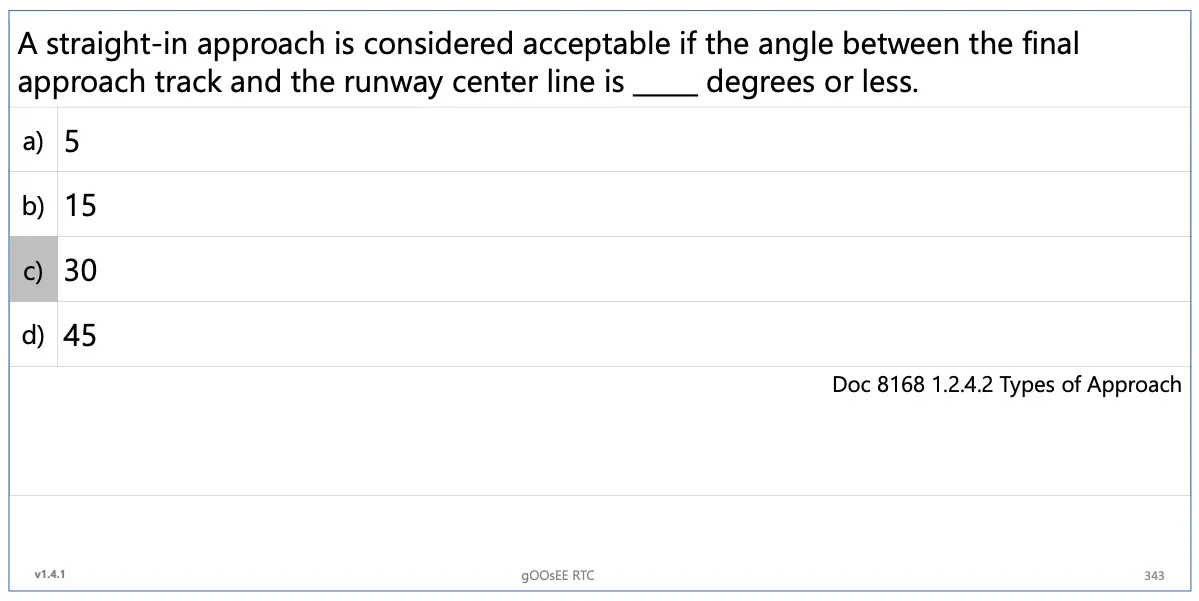 A straight-in approach is considered acceptable if the angle between the final
approach track and the runway center line is _____ degrees or less.
a) 5
b) 15
c) 30
d) 45
Doc 8168 1.2.4.2 Types of Approach
v1.4.1 gOOsEE RTC 343